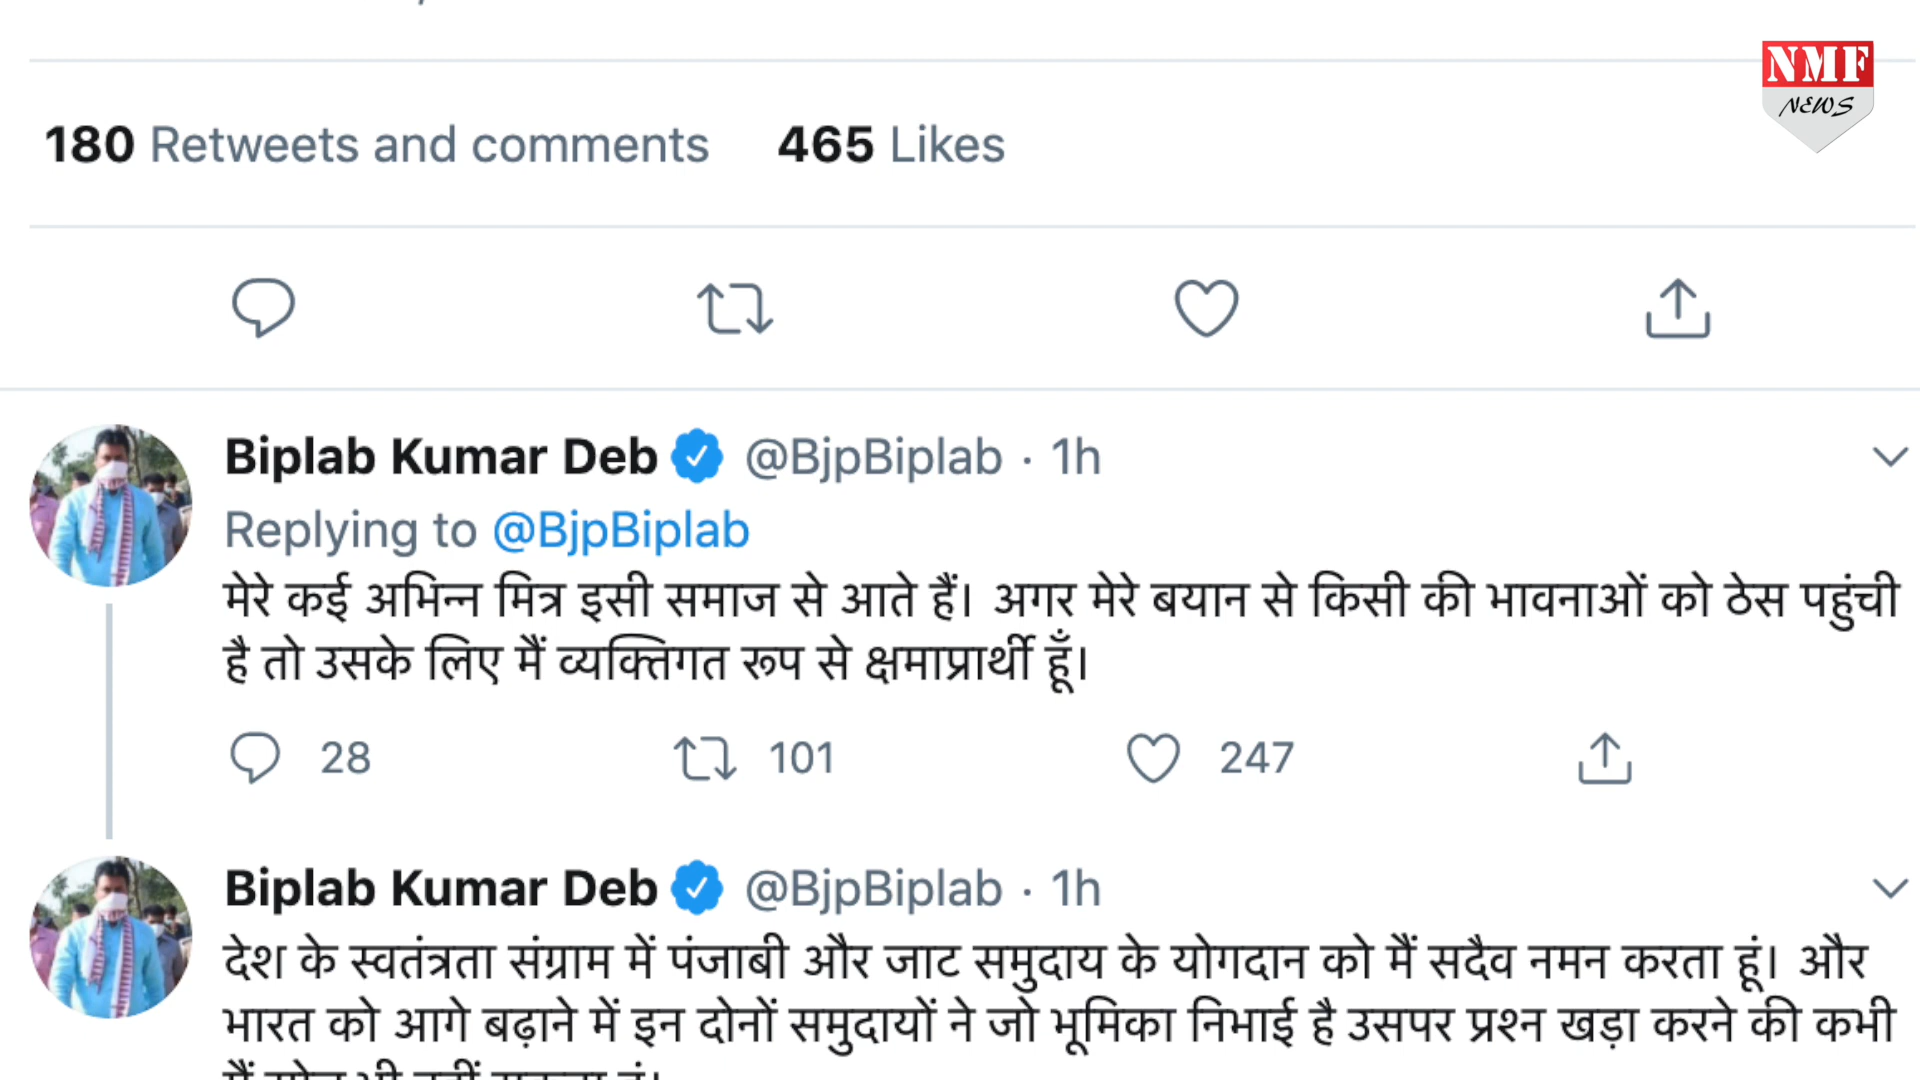 NMF
NEWS
180 Retweets and comments 465 Likes
Biplab Kumar Deb @BjpBiplab · 1h
Replying to @BjpBiplab
मेरे कई अभिन्न मित्र इसी समाज से आते हैं। अगर मेरे बयान से किसी की भावनाओं को ठेस पहुंची
है तो उसके लिए मैं व्यक्तिगत रूप से क्षमाप्रार्थी हूँ।
28 101 247
Biplab Kumar Deb @BjpBiplab · 1h
देश के स्वतंत्रता संग्राम में पंजाबी और जाट समुदाय के योगदान को मैं सदैव नमन करता हूं। और
भारत को आगे बढ़ाने में इन दोनों समुदायों ने जो भूमिका निभाई है उसपर प्रश्न खड़ा करने की कभी